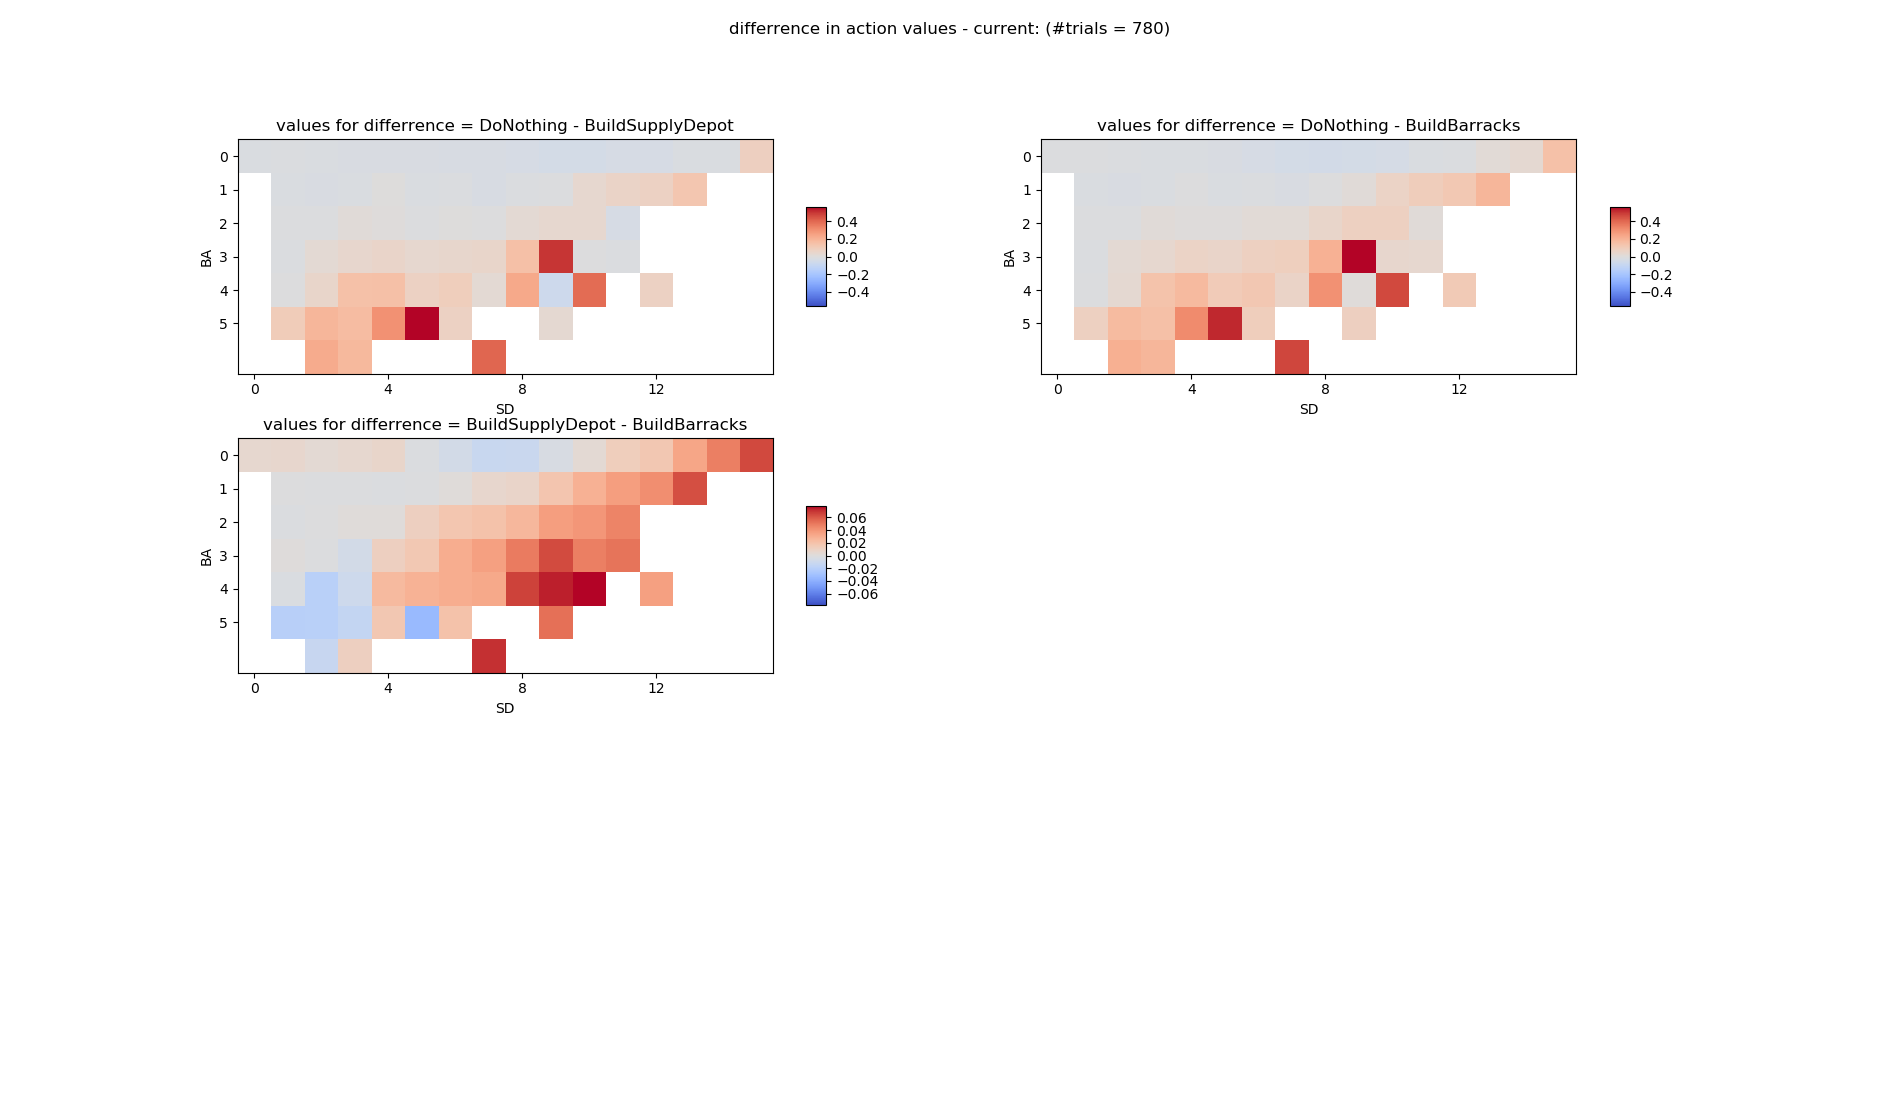 differrence in action values - current: (#trials = 780)
values for differrence = DoNothing - BuildSupplyDepot
0
1
2
3
4
5
BA
0 4 8 12
SD
0.4
0.2
0.0
−0.2
−0.4
values for differrence = DoNothing - BuildBarracks
0
1
2
3
4
5
BA
0 4 8 12
SD
0.4
0.2
0.0
−0.2
−0.4
values for differrence = BuildSupplyDepot - BuildBarracks
0
1
2
3
4
5
BA
0 4 8 12
SD
0.06
0.04
0.02
0.00
−0.02
−0.04
−0.06